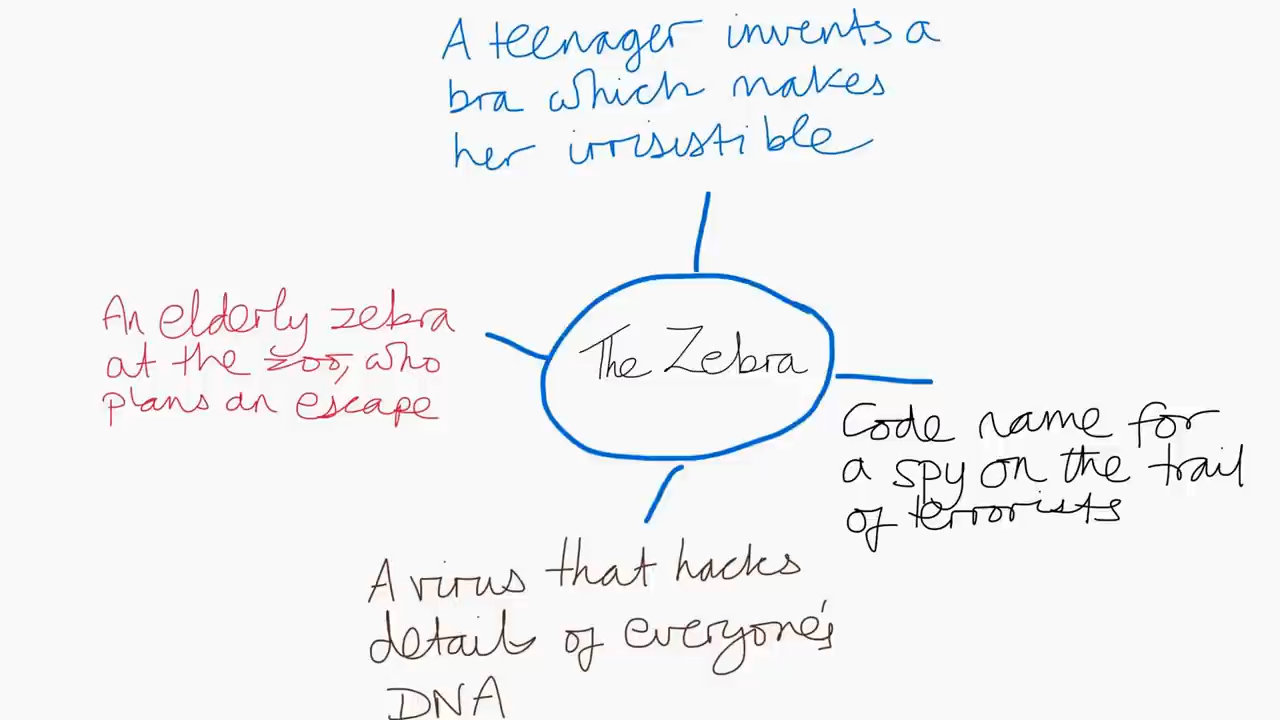 A teenager invents a
bra which makes
her irrisistible
An elderly zebra
at the zoo, who
plans an escape
The Zebra
Code name for
a spy on the trail
of terrorists
A virus that hacks
details of everyone's
DNA